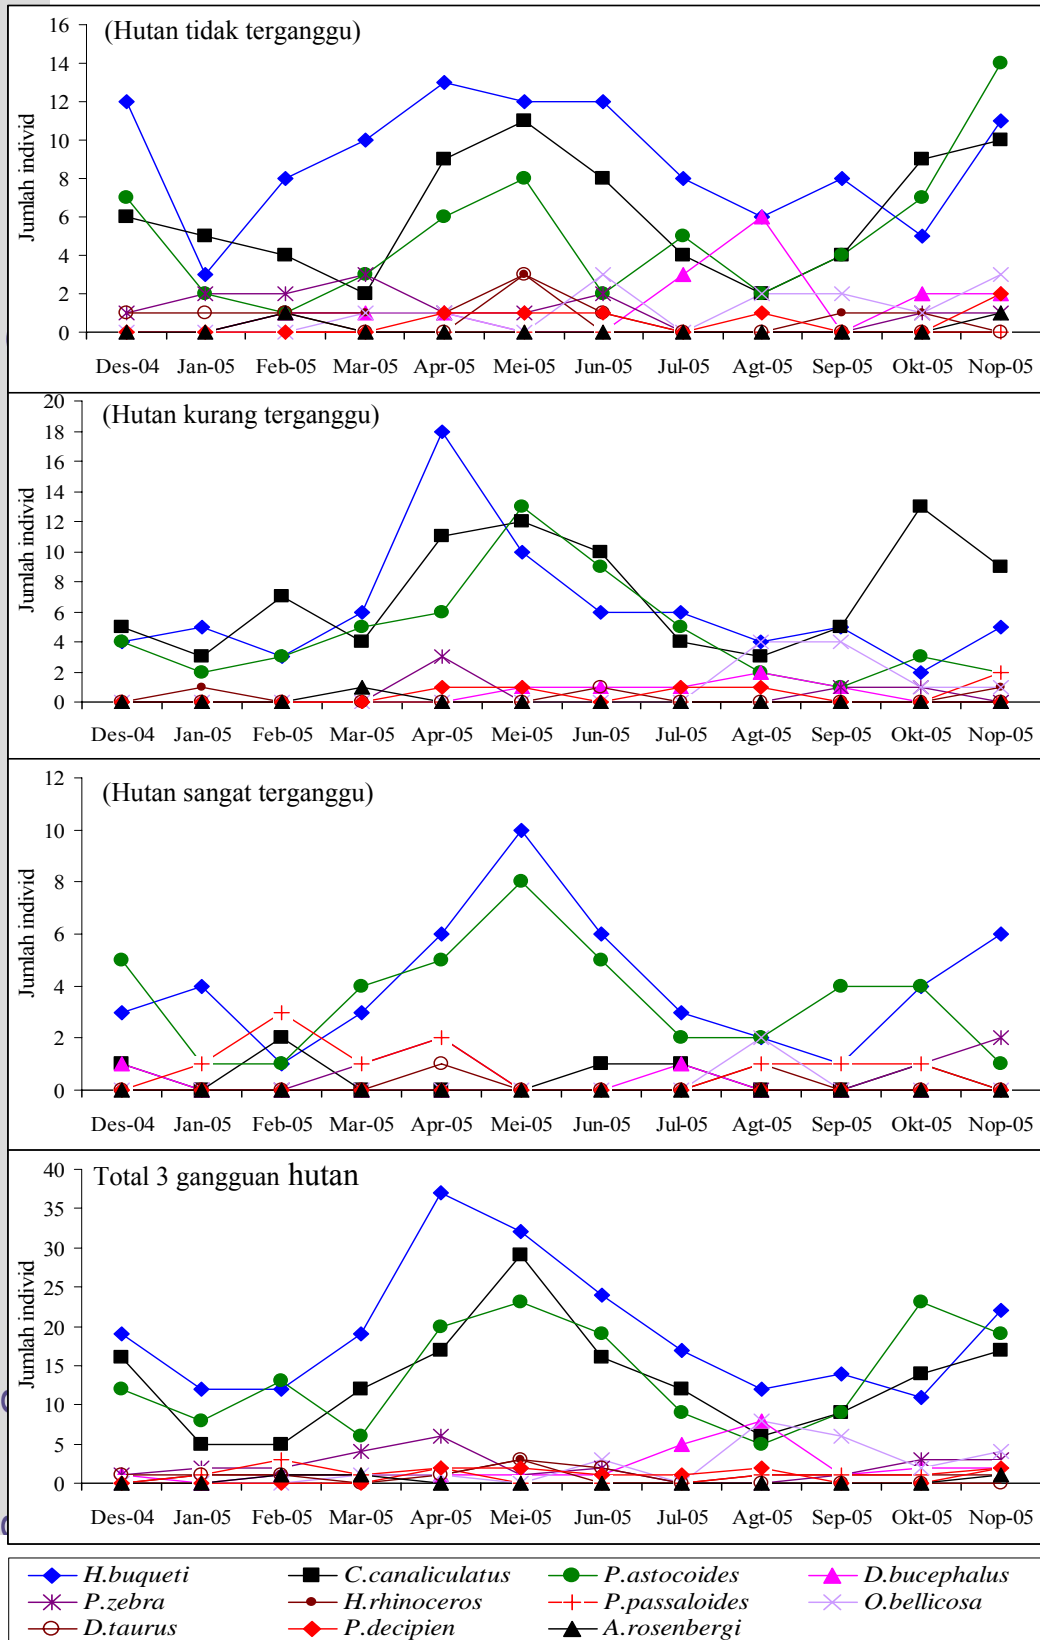 (Hutan tidak terganggu)
Jumlah individ
16
14
12
10
8
6
4
2
0
Des-04 Jan-05 Feb-05 Mar-05 Apr-05 Mei-05 Jun-05 Jul-05 Agt-05 Sep-05 Okt-05 Nop-05
(Hutan kurang terganggu)
Jumlah individ
20
18
16
14
12
10
8
6
4
2
0
Des-04 Jan-05 Feb-05 Mar-05 Apr-05 Mei-05 Jun-05 Jul-05 Agt-05 Sep-05 Okt-05 Nop-05
(Hutan sangat terganggu)
Jumlah individ
12
10
8
6
4
2
0
Des-04 Jan-05 Feb-05 Mar-05 Apr-05 Mei-05 Jun-05 Jul-05 Agt-05 Sep-05 Okt-05 Nop-05
Total 3 gangguan hutan
Jumlah individ
40
35
30
25
20
15
10
5
0
Des-04 Jan-05 Feb-05 Mar-05 Apr-05 Mei-05 Jun-05 Jul-05 Agt-05 Sep-05 Okt-05 Nop-05
H.buqueti C.canaliculatus P.astocoides D.bucephalus
P.zebra H.rhinoceros P.passaloides O.bellicosa
D.taurus P.decipien A.rosenbergi